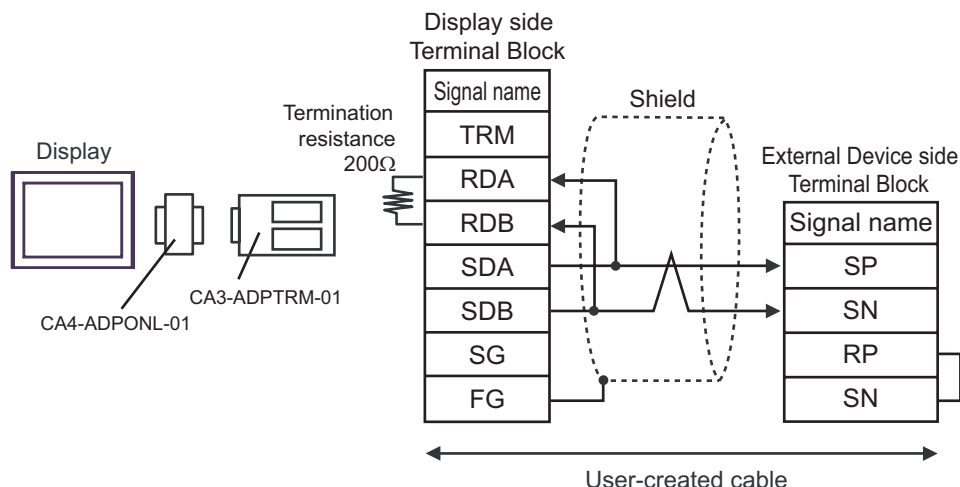 Display side
Terminal Block
Signal name
TRM
RDA
RDB
SDA
SDB
SG
FG
Termination
resistance
200Ω
Shield
Display
CA4-ADPONL-01
CA3-ADPTRM-01
External Device side
Terminal Block
Signal name
SP
SN
RP
SN
User-created cable